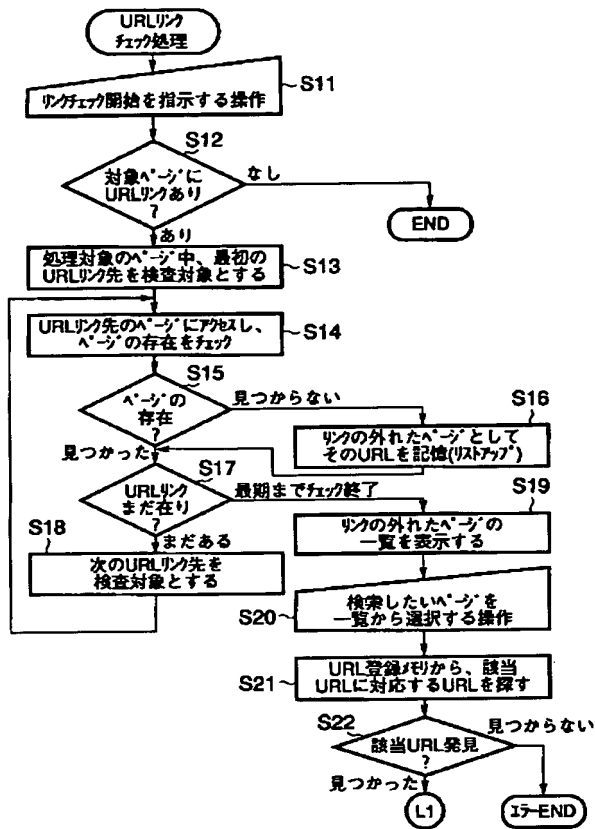 URLリンク
チェック処理
S11
リンクチェック開始を指示する操作
S12
対象ページに
URLリンクあり
?
なし
END
あり
処理対象のページ中、最初の
URLリンク先を検査対象とする
S13
URLリンク先のページにアクセスし、
ページの存在をチェック
S14
S15
ページの
存在
?
見つからない
S16
リンクの外れたページとして
そのURLを記憶(リストアップ)
見つかった
S17
URLリンク
まだ在り
?
最期までチェック終了
S19
リンクの外れたページの
一覧を表示する
まだある
S18
次のURLリンク先を
検査対象とする
検索したいページを
一覧から選択する操作
S20
URL登録メモリから、該当
URLに対応するURLを探す
S21
S22
該当URL発見
?
見つからない
見つかった
L1
エラーEND